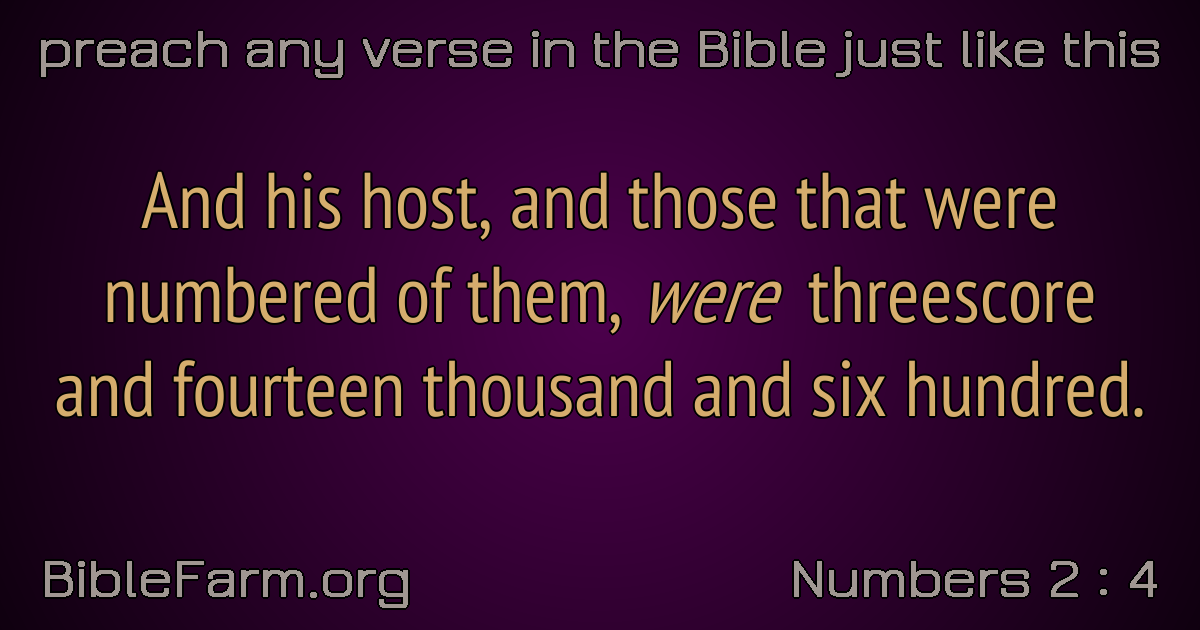 preach any verse in the Bible just like this
And his host, and those that were
numbered of them, were threescore
and fourteen thousand and six hundred.
BibleFarm.org
Numbers 2 : 4